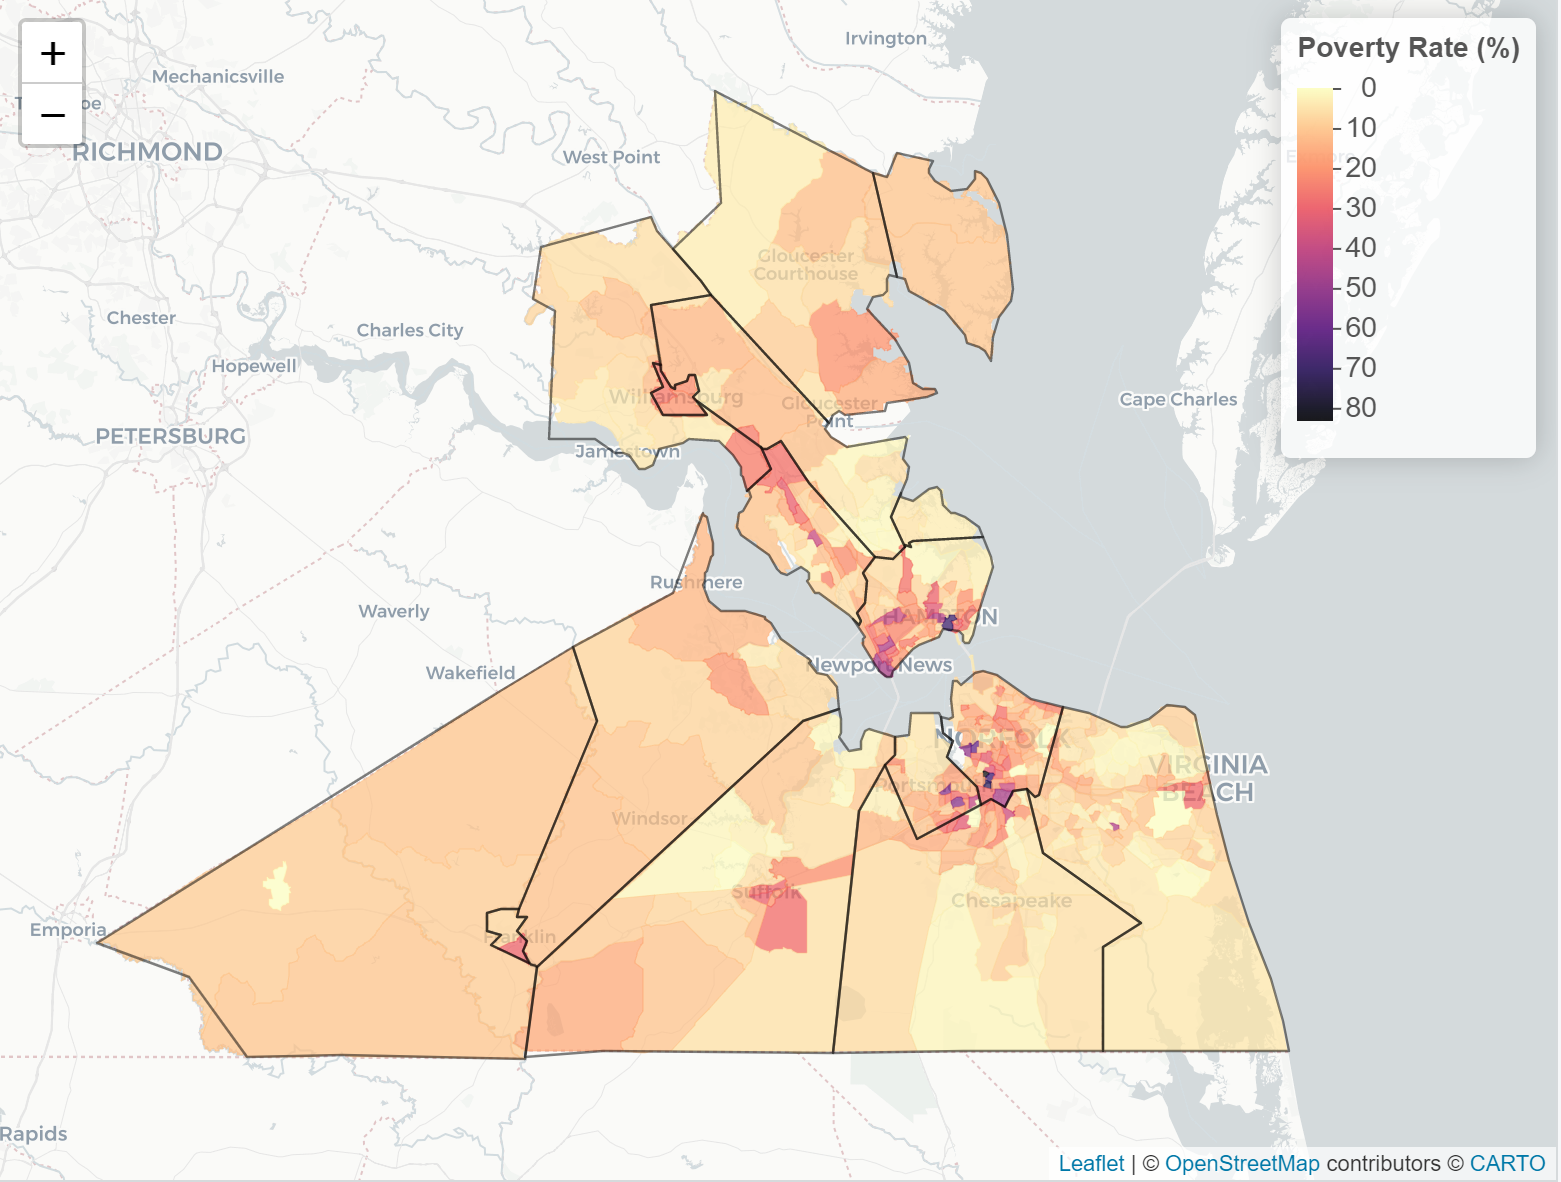 +
−
Irvington
Mechanicsville
RICHMOND
West Point
Chester
Charles City
Hopewell
PETERSBURG
Gloucester
Courthouse
Williamsburg
Gloucester
Point
Jamestown
Cape Charles
Rushmere
Waverly
Wakefield
HAMPTON
Newport News
NORFOLK
Portsmouth
VIRGINIA
BEACH
Windsor
Suffolk
Chesapeake
Emporia
Franklin
Rapids
Poverty Rate (%)
0
10
20
30
40
50
60
70
80
Leaflet | © OpenStreetMap contributors © CARTO